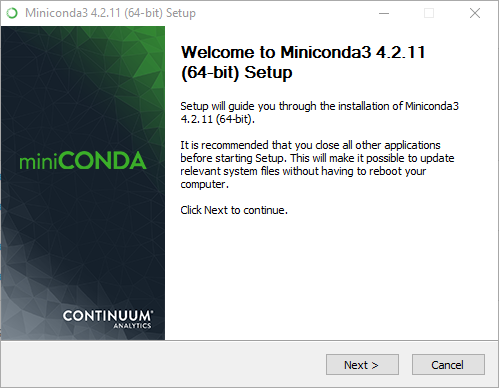 Miniconda3 4.2.11 (64-bit) Setup
Welcome to Miniconda3 4.2.11
(64-bit) Setup
Setup will guide you through the installation of Miniconda3
4.2.11 (64-bit).
It is recommended that you close all other applications
before starting Setup. This will make it possible to update
relevant system files without having to reboot your
computer.
Click Next to continue.
miniCONDA
CONTINUUM
ANALYTICS
Next >
Cancel